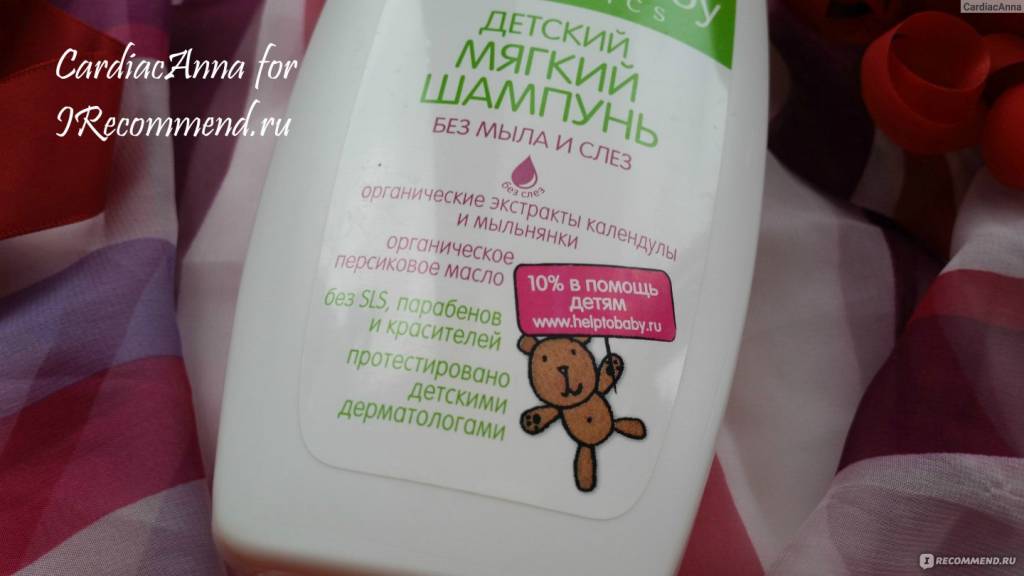 CardiacAnna
CardiacAnna for
IRecommend.ru
ДЕТСКИЙ
МЯГКИЙ
ШАМПУНЬ
БЕЗ МЫЛА И СЛЕЗ
без слез
органические экстракты календулы
и мыльнянки
органическое
персиковое масло
10% в помощь
детям
www.helptobaby.ru
без SLS, парабенов
и красителей
протестировано
детскими
дерматологами
IRECOMMEND.RU